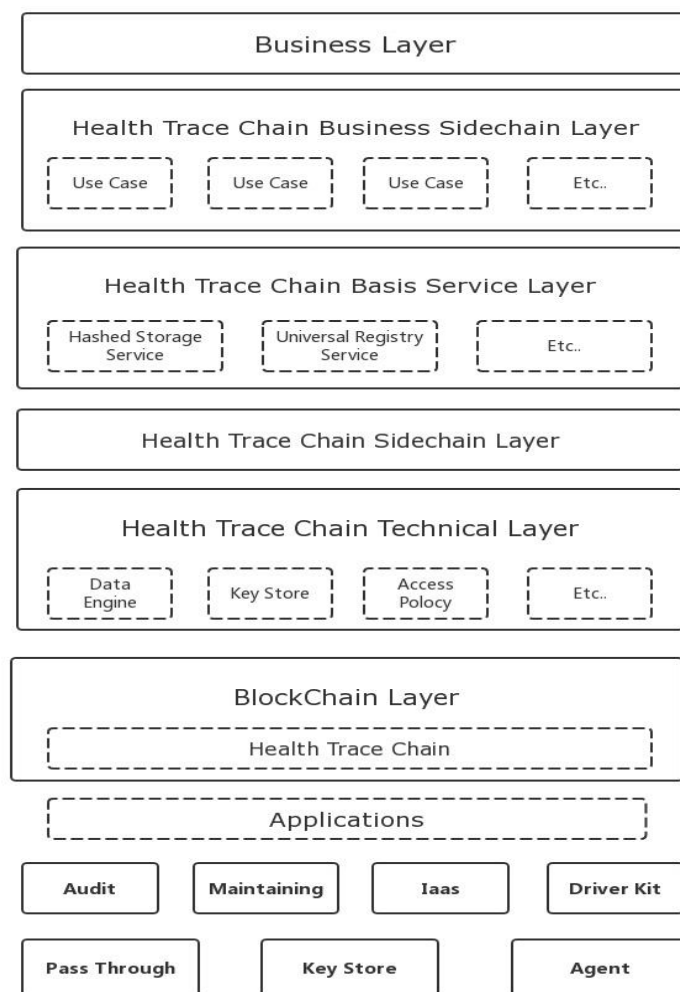 Business Layer
Health Trace Chain Business Sidechain Layer
Use Case
Use Case
Use Case
Etc..
Health Trace Chain Basis Service Layer
Hashed Storage
Service
Universal Registry
Service
Etc..
Health Trace Chain Sidechain Layer
Health Trace Chain Technical Layer
Data
Engine
Key Store
Access
Polocy
Etc..
BlockChain Layer
Health Trace Chain
Applications
Audit
Maintaining
Iaas
Driver Kit
Pass Through
Key Store
Agent